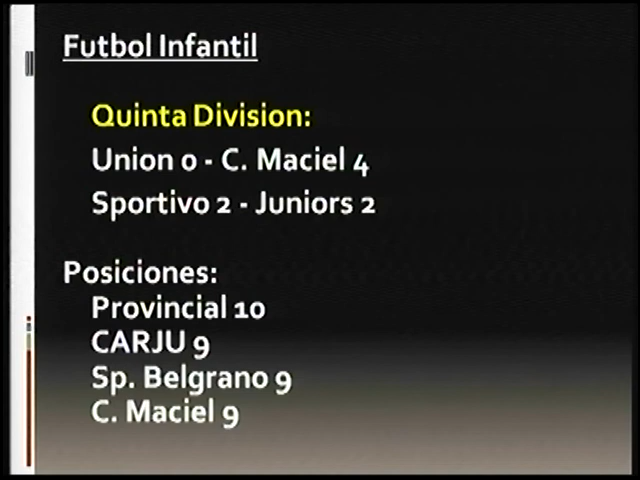 Futbol Infantil
Quinta Division:
Union 0 - C. Maciel 4
Sportivo 2 - Juniors 2
Posiciones:
Provincial 10
CARJU 9
Sp. Belgrano 9
C. Maciel 9